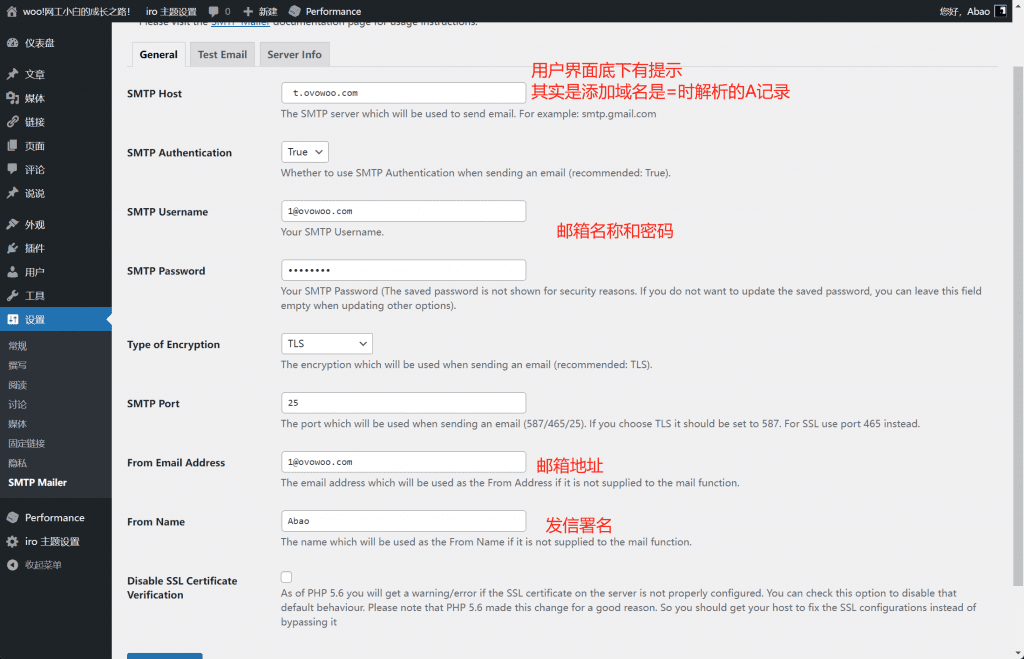 woo!网工小白的成长之路! iro 主题设置 0 新建 Performance 您好, Abao
Please visit the SMTP Mailer documentation page for usage instructions.
仪表盘
文章
媒体
链接
页面
评论
说说
外观
插件
用户
工具
设置
常规
撰写
阅读
讨论
媒体
固定链接
隐私
SMTP Mailer
Performance
iro 主题设置
收起菜单
General Test Email Server Info
用户界面底下有提示
SMTP Host t.ovowoo.com 其实是添加域名是=时解析的A记录
The SMTP server which will be used to send email. For example: smtp.gmail.com
SMTP Authentication True
Whether to use SMTP Authentication when sending an email (recommended: True).
SMTP Username 1@ovowoo.com
Your SMTP Username. 邮箱名称和密码
SMTP Password ••••••••
Your SMTP Password (The saved password is not shown for security reasons. If you do not want to update the saved password, you can leave this field
empty when updating other options).
Type of Encryption TLS
The encryption which will be used when sending an email (recommended: TLS).
SMTP Port 25
The port which will be used when sending an email (587/465/25). If you choose TLS it should be set to 587. For SSL use port 465 instead.
From Email Address 1@ovowoo.com 邮箱地址
The email address which will be used as the From Address if it is not supplied to the mail function.
From Name Abao 发信署名
The name which will be used as the From Name if it is not supplied to the mail function.
Disable SSL Certificate
Verification
As of PHP 5.6 you will get a warning/error if the SSL certificate on the server is not properly configured. You can check this option to disable that
default behaviour. Please note that PHP 5.6 made this change for a good reason. So you should get your host to fix the SSL configurations instead of
bypassing it